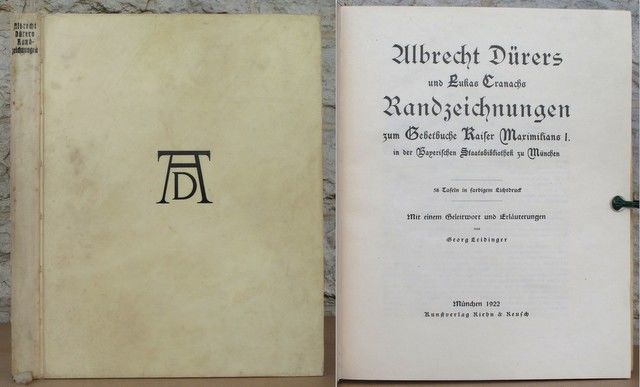 Albrecht
Dürers
Rand-
zeichnungen
AD
Albrecht Dürers
und Lukas Cranachs
Randzeichnungen
zum Gebetbuche Kaiser Maximilians I.
in der Bayerischen Staatsbibliothek zu München
56 Tafeln in farbigem Lichtdruck
Mit einem Geleitwort und Erläuterungen
von
Georg Leidinger
München 1922
Kunstverlag Riehn & Reusch